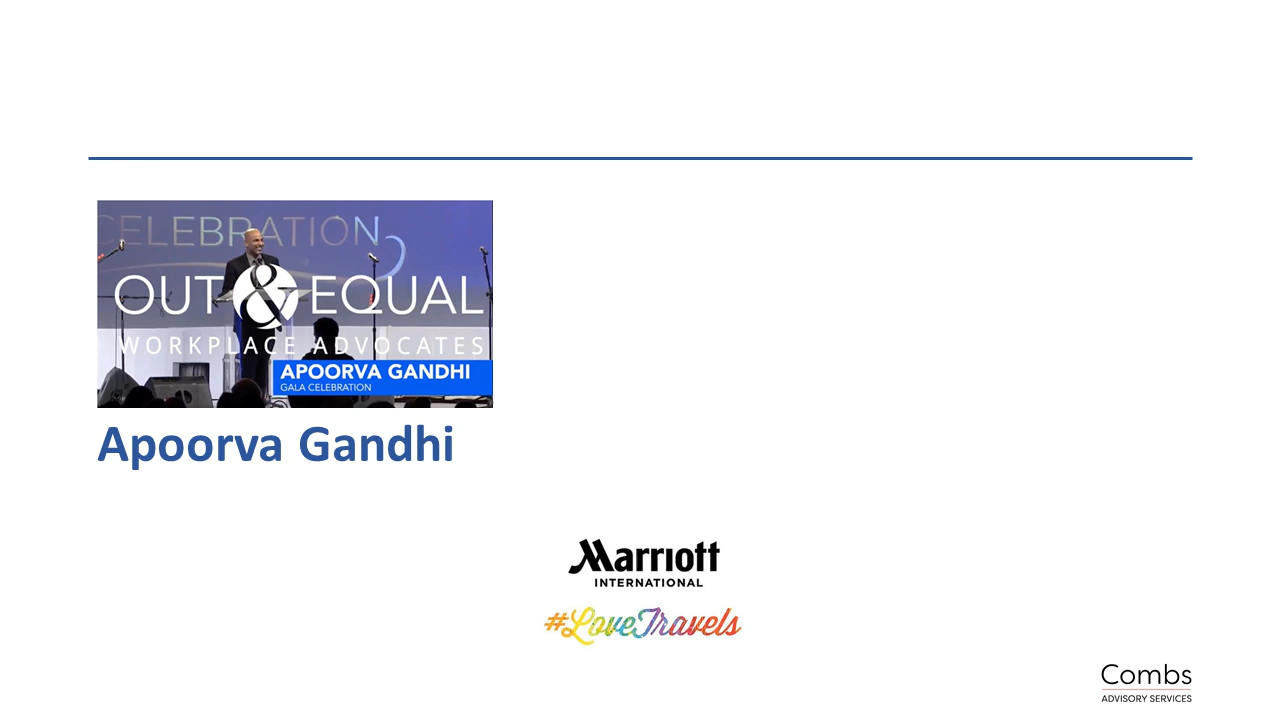 CELEBRATION
OUT & EQUAL
WORKPLACE ADVOCATES
APOORVA GANDHI
GALA CELEBRATION
Apoorva Gandhi
Marriott
INTERNATIONAL
#LoveTravels
Combs
ADVISORY SERVICES